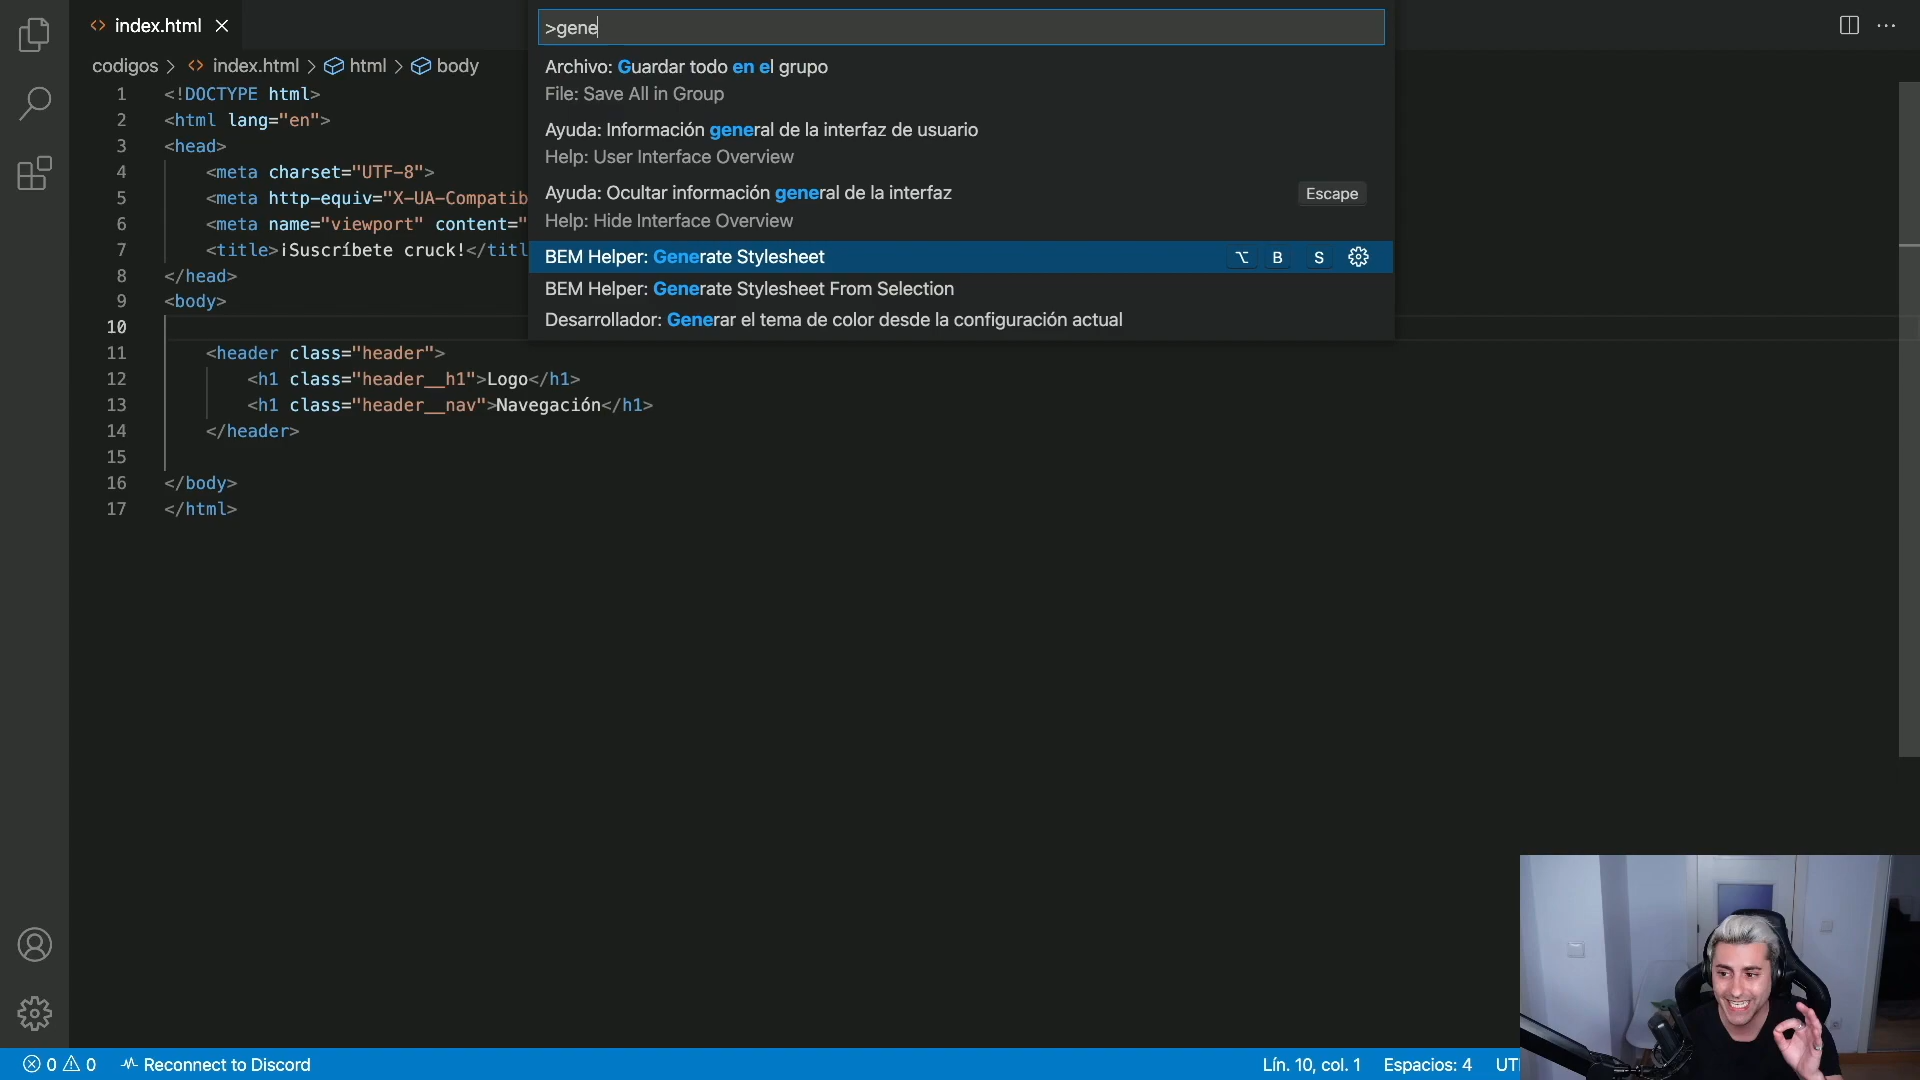 index.html
>gene
codigos > index.html > html > body
Archivo: Guardar todo en el grupo
File: Save All in Group
Ayuda: Información general de la interfaz de usuario
Help: User Interface Overview
Ayuda: Ocultar información general de la interfaz
Escape
Help: Hide Interface Overview
BEM Helper: Generate Stylesheet
⌥ B S
BEM Helper: Generate Stylesheet From Selection
Desarrollador: Generar el tema de color desde la configuración actual
1 <!DOCTYPE html>
2 <html lang="en">
3 <head>
4 <meta charset="UTF-8">
5 <meta http-equiv="X-UA-Compatib
6 <meta name="viewport" content="
7 <title>¡Suscríbete cruck!</titl
8 </head>
9 <body>
10
11 <header class="header">
12 <h1 class="header__h1">Logo</h1>
13 <h1 class="header__nav">Navegación</h1>
14 </header>
15
16 </body>
17 </html>
0 0 Reconnect to Discord
Lín. 10, col. 1 Espacios: 4 UT